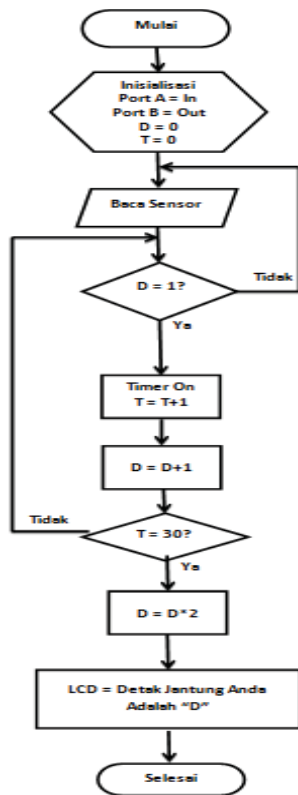 Mulai
Inisialisasi
Port A = In
Port B = Out
D = 0
T = 0
Baca Sensor
D = 1?
Tidak
Ya
Timer On
T = T+1
D = D+1
Tidak
T = 30?
Ya
D = D*2
LCD = Detak Jantung Anda
Adalah “D”
Selesai